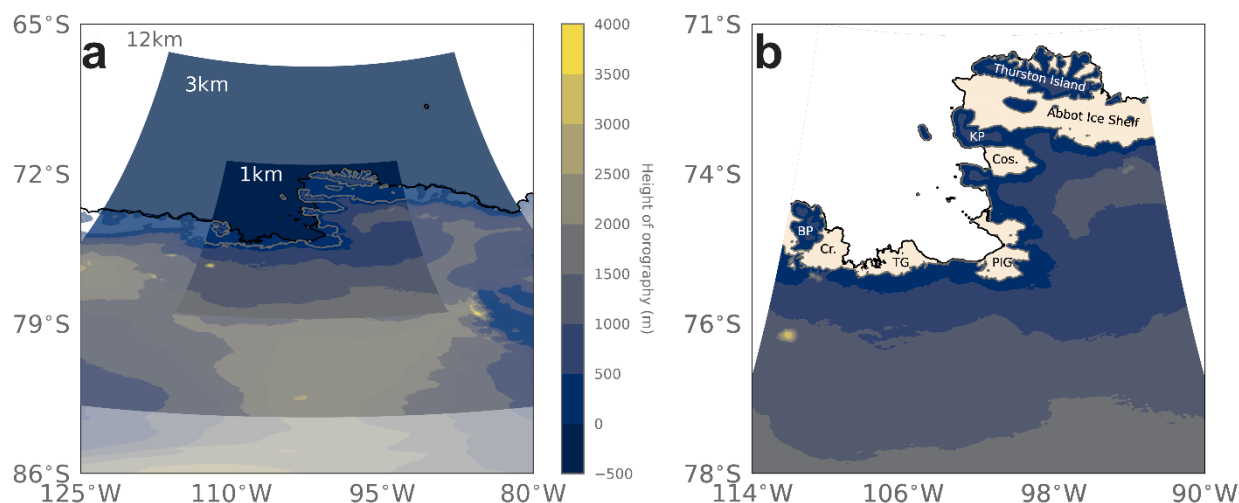 a
12km
3km
1km
65°S
72°S
79°S
86°S
125°W
110°W
95°W
80°W
4000
3500
3000
2500
2000
1500
1000
500
0
−500
Height of orography (m)
b
71°S
74°S
76°S
78°S
114°W
106°W
98°W
90°W
Thurston Island
Abbot Ice Shelf
KP
Cos.
BP
Cr.
TG
PIG